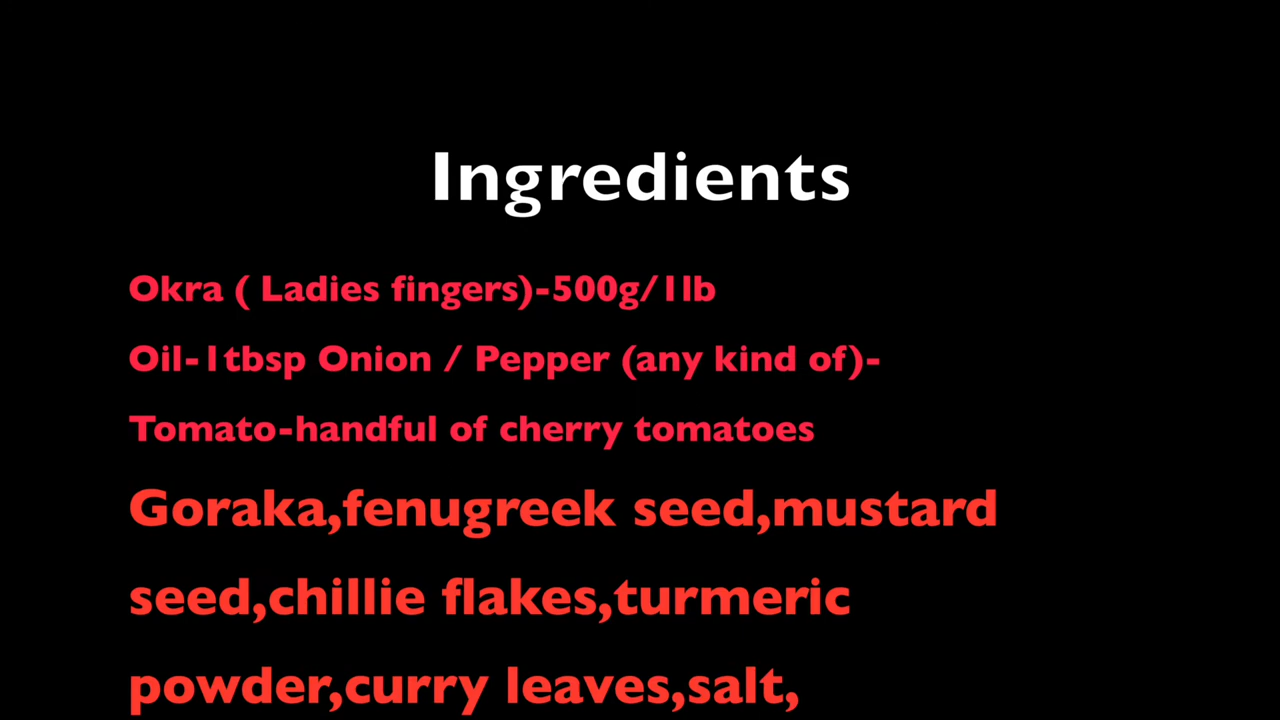 Ingredients
Okra ( Ladies fingers)-500g/1lb
Oil-1tbsp Onion / Pepper (any kind of)-
Tomato-handful of cherry tomatoes
Goraka,fenugreek seed,mustard
seed,chillie flakes,turmeric
powder,curry leaves,salt,